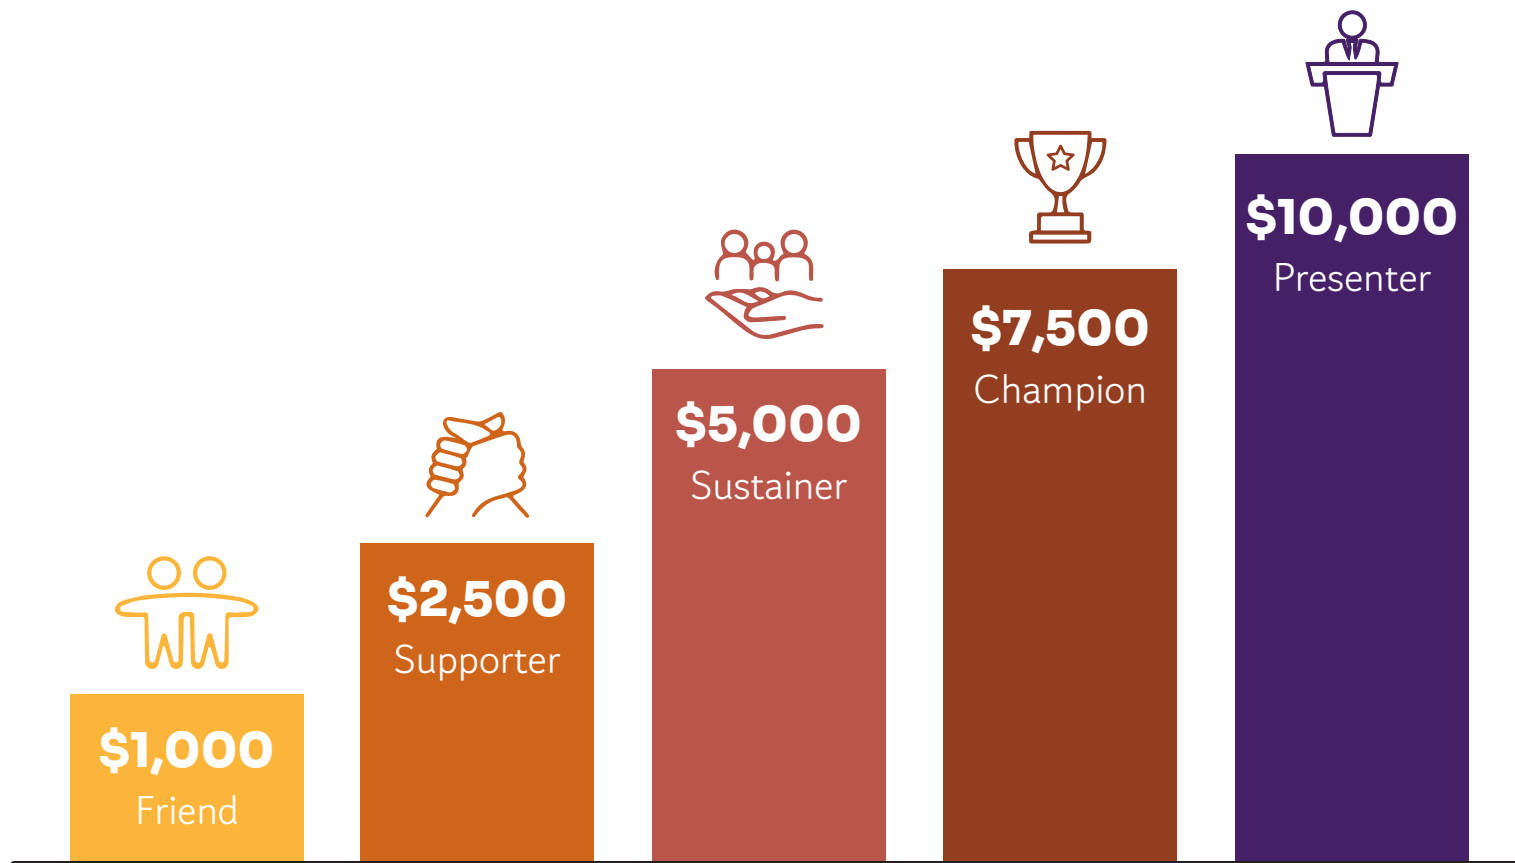 $1,000
Friend
$2,500
Supporter
$5,000
Sustainer
$7,500
Champion
$10,000
Presenter